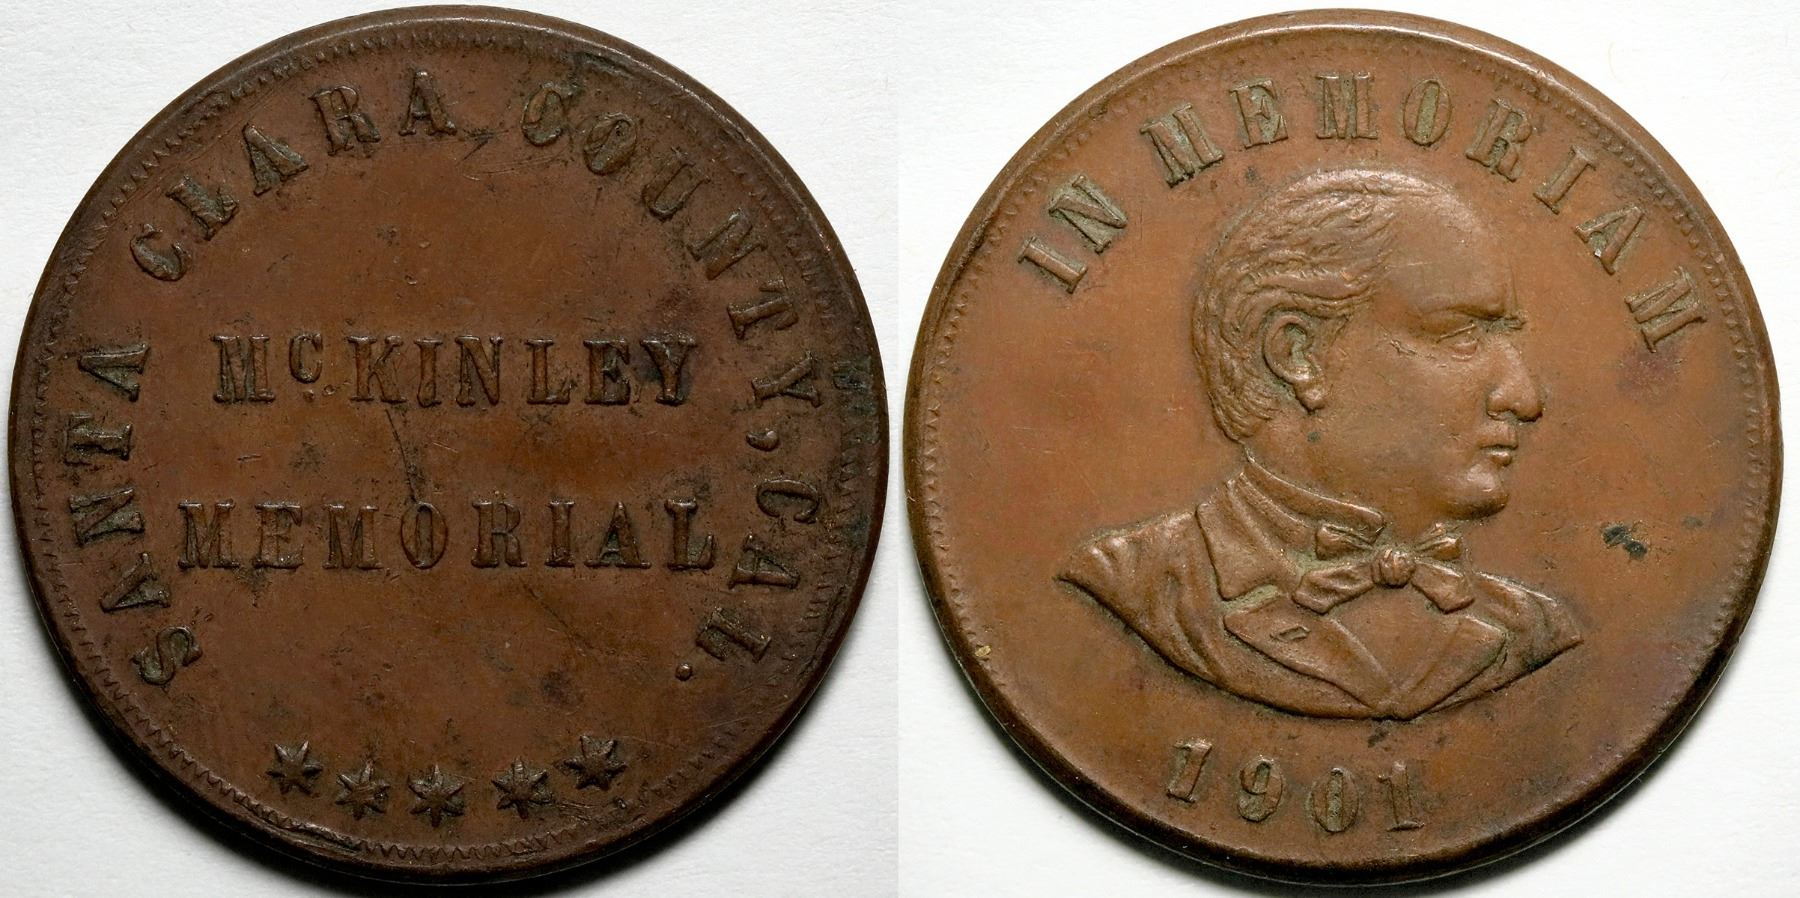 SANTA CLARA COUNTY, CAL.
McKINLEY
MEMORIAL
IN MEMORIAM
1901